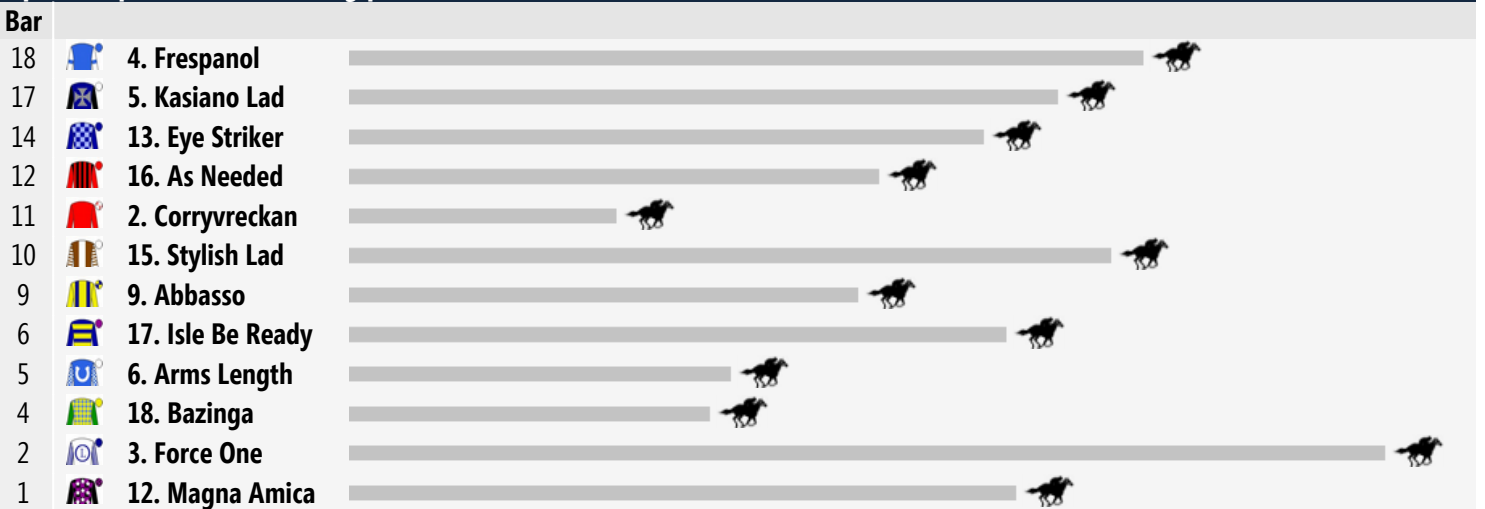 Bar
18 4. Frespanol
17 5. Kasiano Lad
14 13. Eye Striker
12 16. As Needed
11 2. Corryvreckan
10 15. Stylish Lad
9 9. Abbasso
6 17. Isle Be Ready
5 6. Arms Length
4 18. Bazinga
2 3. Force One
1 12. Magna Amica